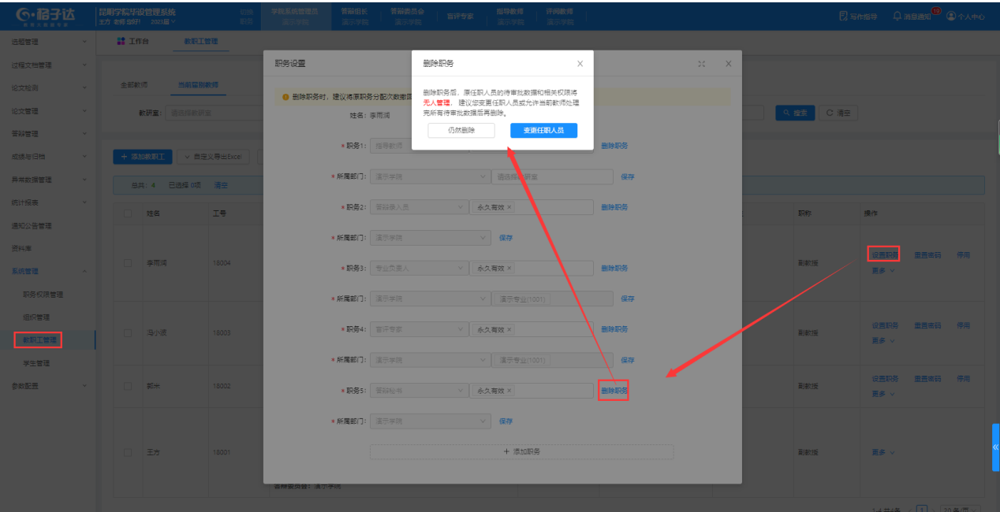 格子达
昆明学院毕设管理系统
王方 老师 您好! 2023届
切换职务
学院系统管理员
演示学院
答辩组长
演示学院
答辩委员会
演示学院
盲评专家
指导教师
演示学院
评阅教师
演示学院
写作指导
消息通知
19
个人中心
选题管理
过程文档管理
论文检测
论文管理
答辩管理
成绩与归档
异常数据管理
统计报表
通知公告管理
资料库
系统管理
职务权限管理
组织管理
教职工管理
学生管理
参数配置
工作台
教职工管理
全部教师
当前届别教师
教研室:
请选择教研室
搜索
清空
+ 添加教职工
自定义导出Excel
总共: 4 已选择 0项 清空
姓名
工号
职称
操作
李雨润
18004
副教授
设置职务
重置密码
停用
更多
冯小波
18003
副教授
设置职务
重置密码
停用
更多
郭米
18002
副教授
设置职务
重置密码
停用
更多
王方
18001
副教授
更多
答辩委员会: 演示学院
1-4 共4条
1
20 条/页
职务设置
删除职务时, 建议将原职务分配次数撤回
姓名: 李雨润
* 职务1: 指导教师 删除职务
* 所属部门: 演示学院 请选择教研室 保存
* 职务2: 答辩录入员 永久有效 × 删除职务
* 所属部门: 演示学院 保存
* 职务3: 专业负责人 永久有效 × 删除职务
* 所属部门: 演示学院 演示专业(1001) 保存
* 职务4: 盲评专家 永久有效 × 删除职务
* 所属部门: 演示学院 演示专业(1001) 保存
* 职务5: 答辩秘书 永久有效 × 删除职务
* 所属部门: 演示学院 保存
+ 添加职务
删除职务
删除职务后, 原任职人员的待审批数据和相关权限将
无人管理, 建议您变更任职人员或允许当前教师处理
完所有待审批数据后再删除。
仍然删除
变更任职人员